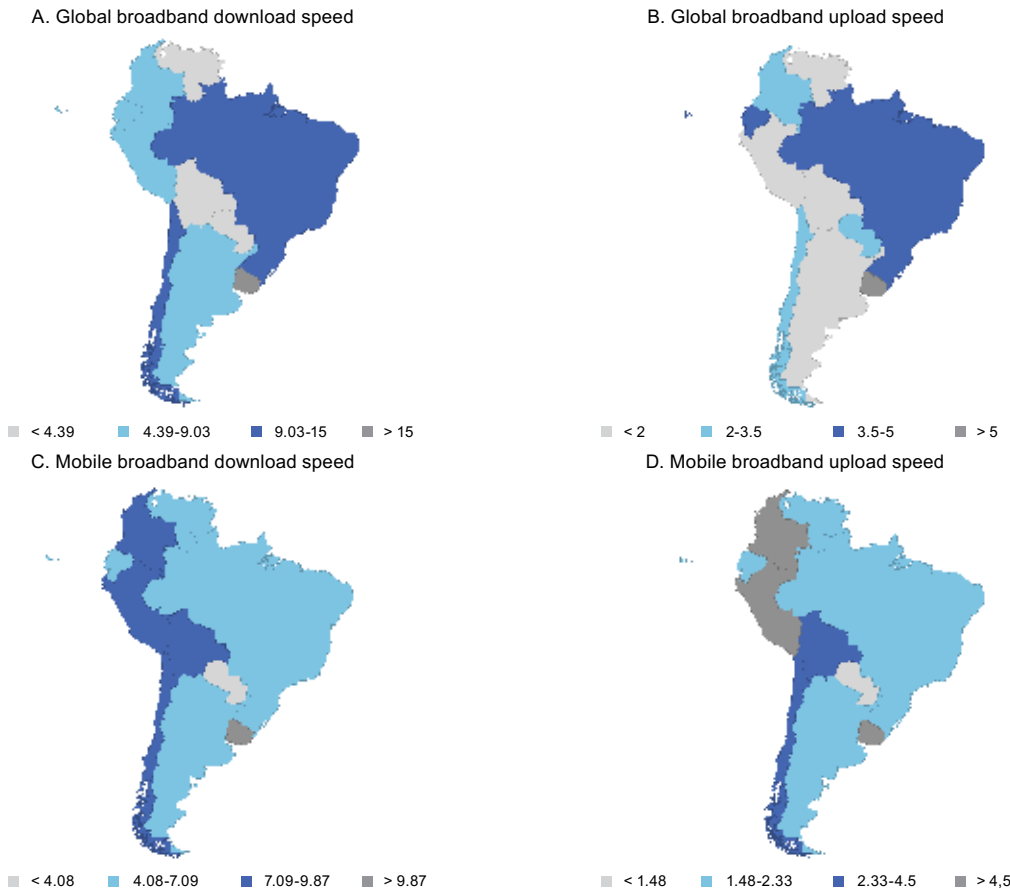 A. Global broadband download speed
B. Global broadband upload speed
< 4.39 4.39-9.03 9.03-15 > 15
< 2 2-3.5 3.5-5 > 5
C. Mobile broadband download speed
D. Mobile broadband upload speed
< 4.08 4.08-7.09 7.09-9.87 > 9.87
< 1.48 1.48-2.33 2.33-4.5 > 4,5